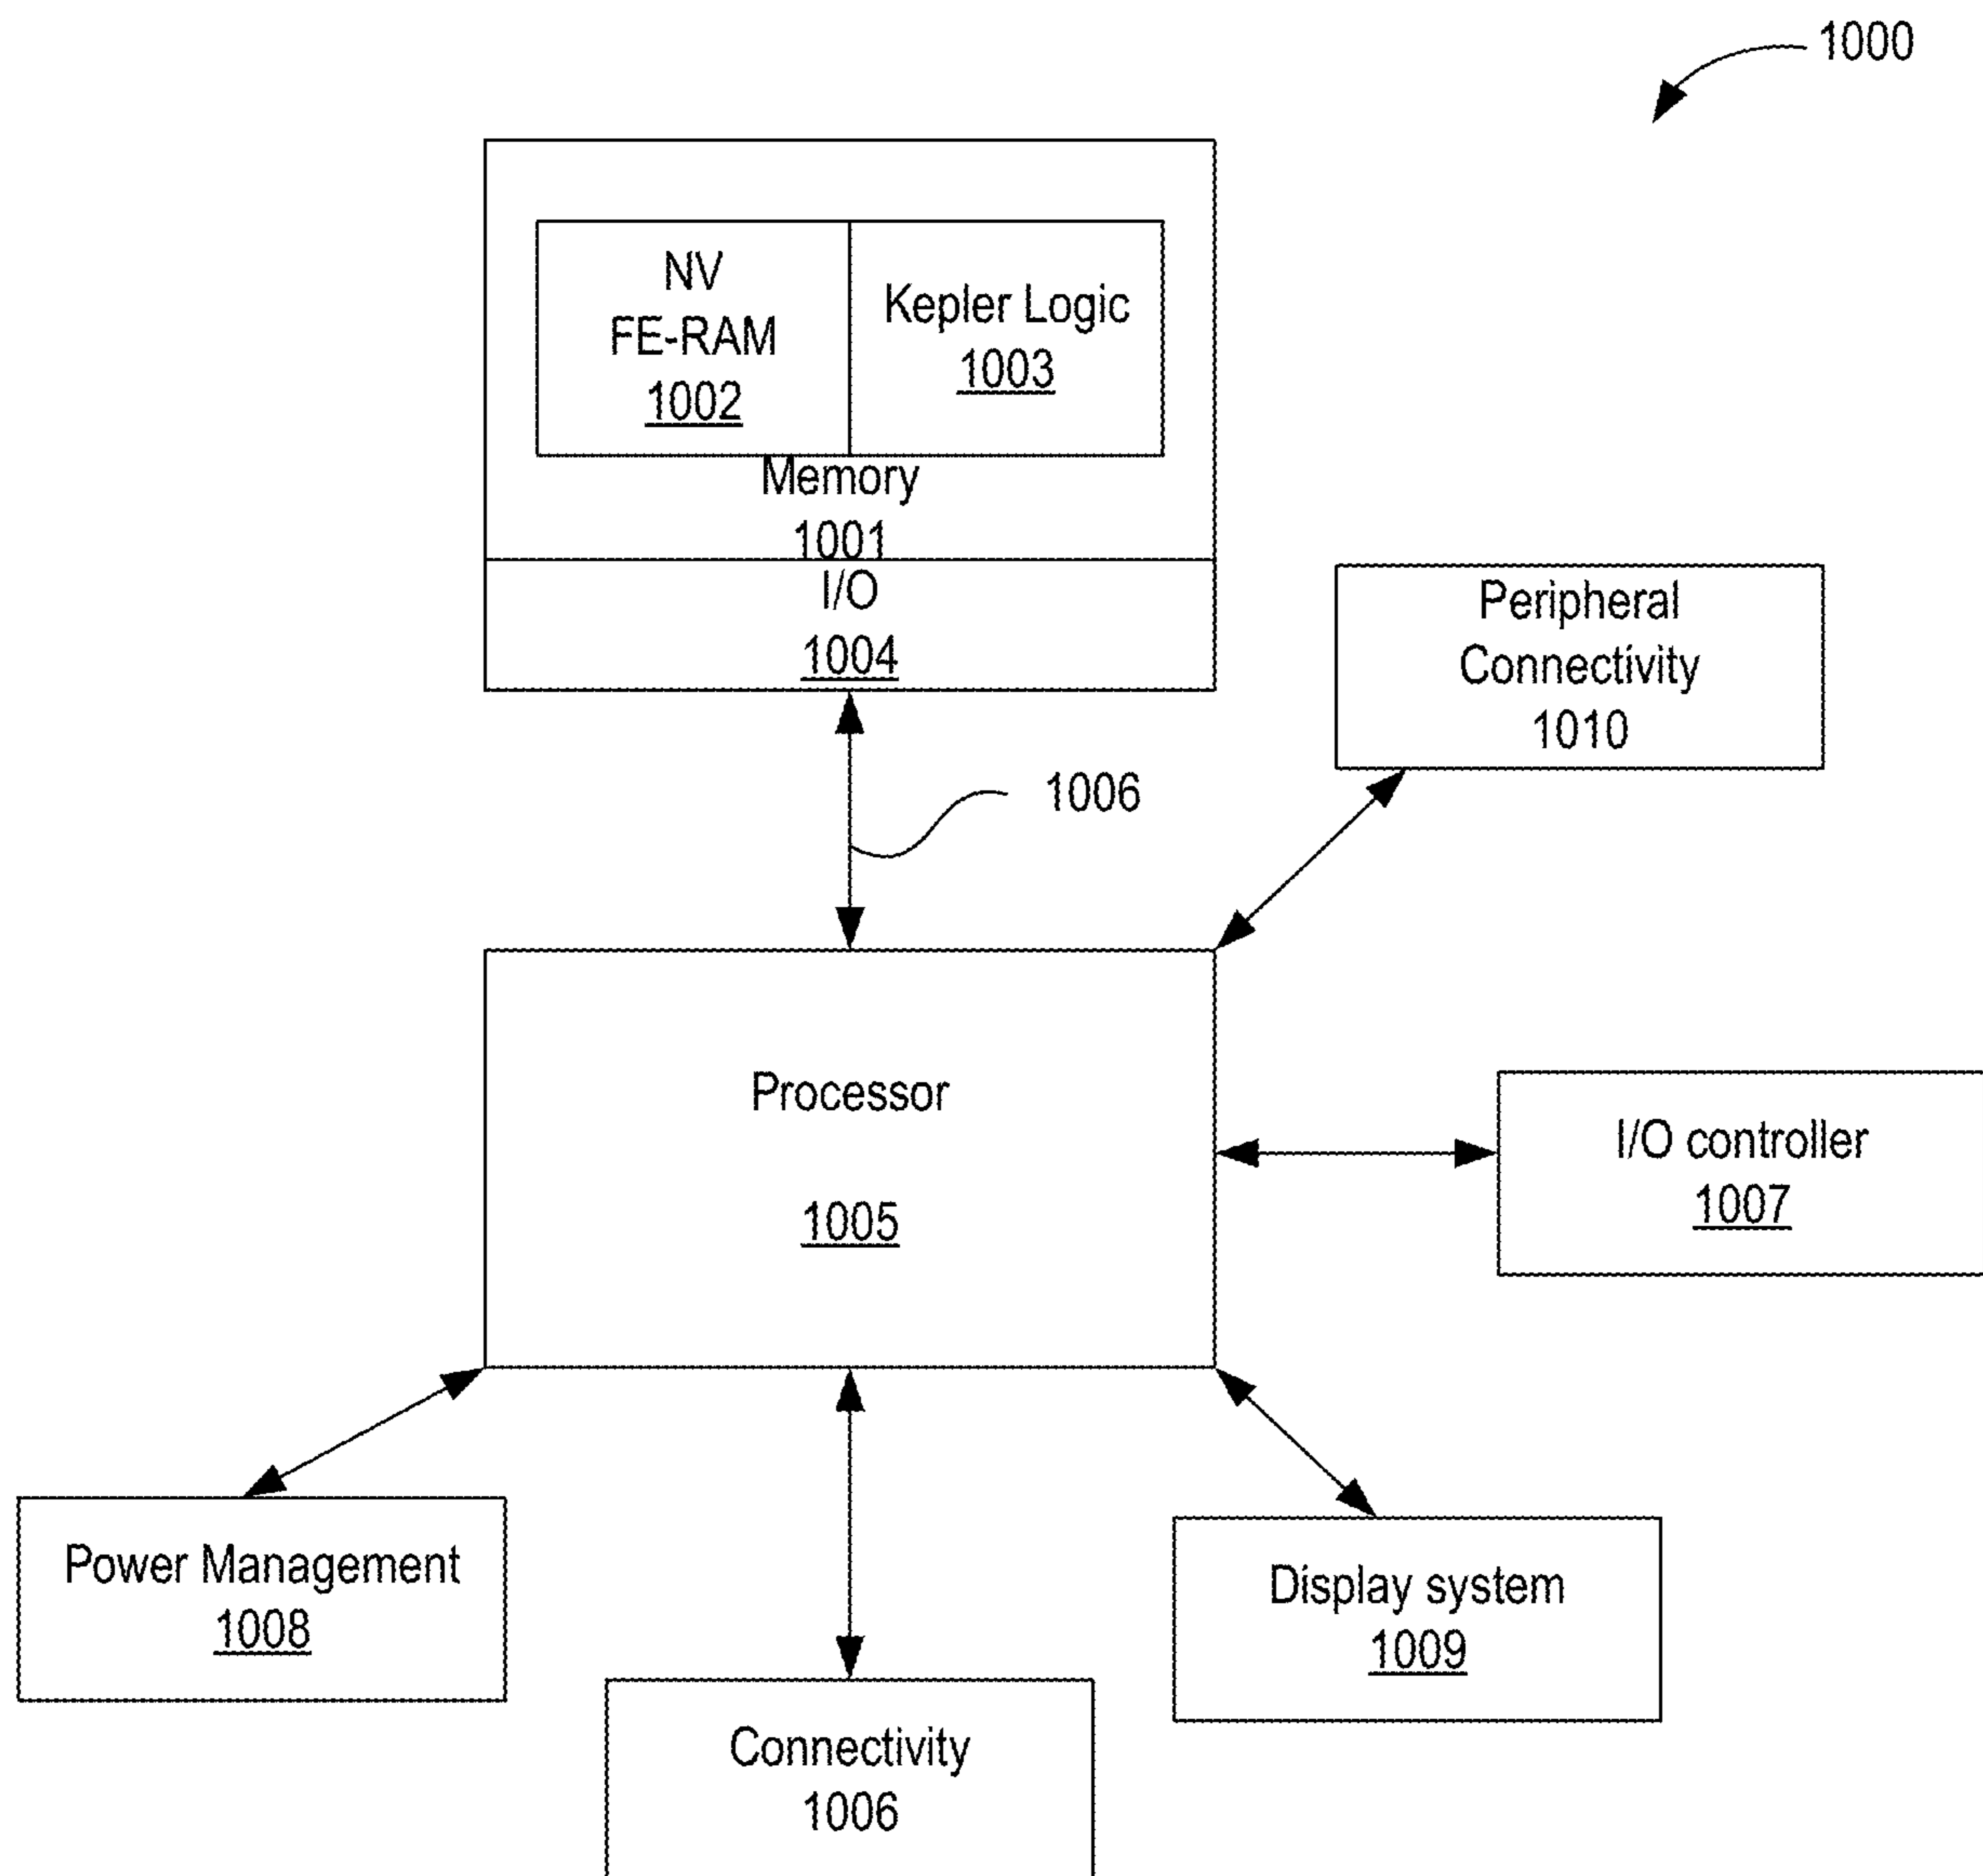 1000
NV
FE-RAM
1002
Kepler Logic
1003
Memory
1001
I/O
1004
Peripheral
Connectivity
1010
1006
Processor
1005
I/O controller
1007
Power Management
1008
Display system
1009
Connectivity
1006